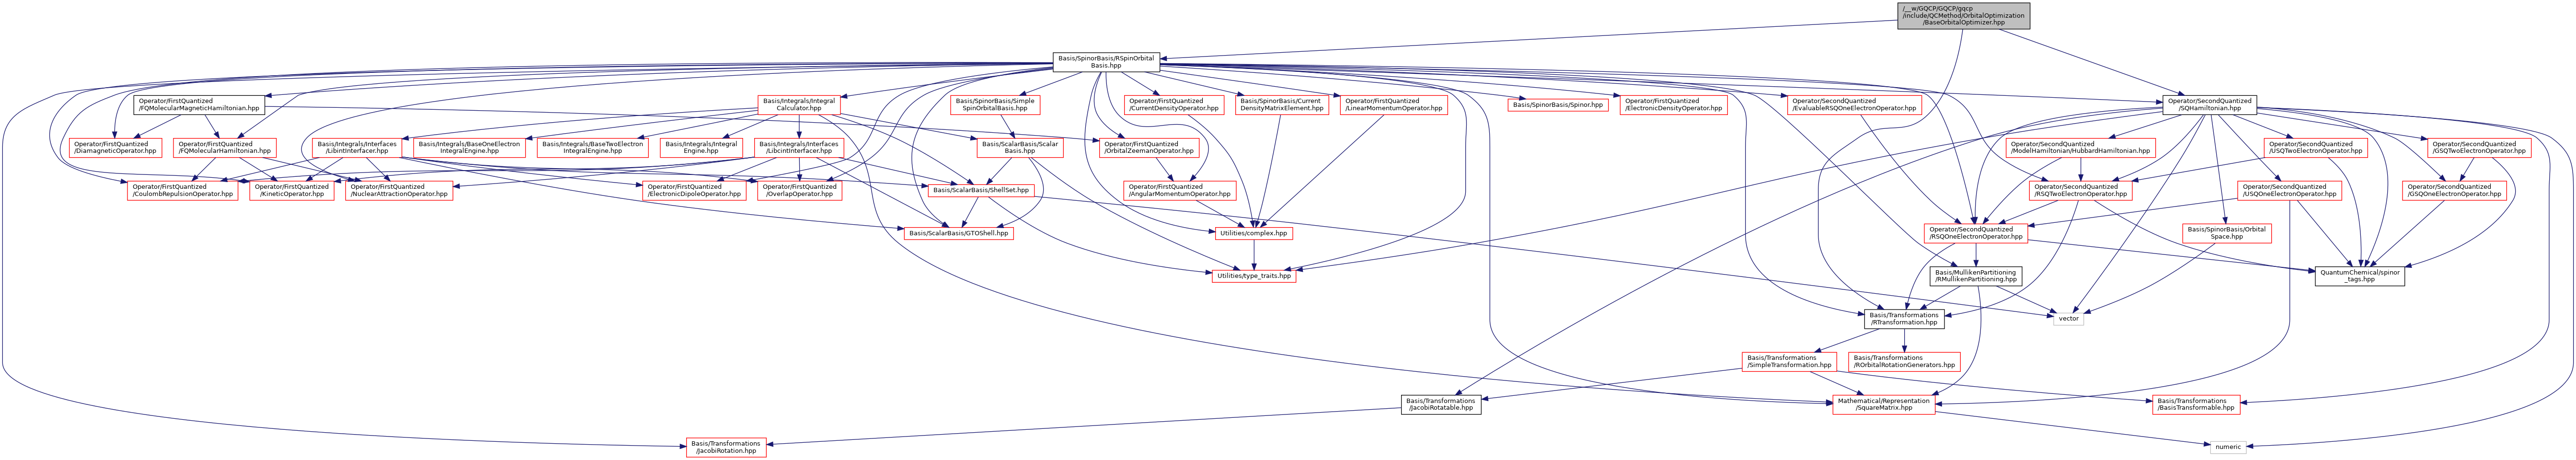 /__w/GQCP/GQCP/gqcp
/include/QCMethod/OrbitalOptimization
/BaseOrbitalOptimizer.hpp
Basis/SpinorBasis/RSpinOrbital
Basis.hpp
Operator/FirstQuantized
/FQMolecularMagneticHamiltonian.hpp
Basis/Integrals/Integral
Calculator.hpp
Basis/SpinorBasis/Simple
SpinOrbitalBasis.hpp
Operator/FirstQuantized
/CurrentDensityOperator.hpp
Basis/SpinorBasis/Current
DensityMatrixElement.hpp
Operator/FirstQuantized
/LinearMomentumOperator.hpp
Basis/SpinorBasis/Spinor.hpp
Operator/FirstQuantized
/ElectronicDensityOperator.hpp
Operator/SecondQuantized
/EvaluableRSQOneElectronOperator.hpp
Operator/SecondQuantized
/SQHamiltonian.hpp
Operator/FirstQuantized
/DiamagneticOperator.hpp
Operator/FirstQuantized
/FQMolecularHamiltonian.hpp
Basis/Integrals/Interfaces
/LibintInterfacer.hpp
Basis/Integrals/BaseOneElectron
IntegralEngine.hpp
Basis/Integrals/BaseTwoElectron
IntegralEngine.hpp
Basis/Integrals/Integral
Engine.hpp
Basis/Integrals/Interfaces
/LibcintInterfacer.hpp
Basis/ScalarBasis/Scalar
Basis.hpp
Operator/FirstQuantized
/OrbitalZeemanOperator.hpp
Operator/SecondQuantized
/ModelHamiltonian/HubbardHamiltonian.hpp
Operator/SecondQuantized
/USQTwoElectronOperator.hpp
Operator/SecondQuantized
/GSQTwoElectronOperator.hpp
Operator/FirstQuantized
/CoulombRepulsionOperator.hpp
Operator/FirstQuantized
/KineticOperator.hpp
Operator/FirstQuantized
/NuclearAttractionOperator.hpp
Operator/FirstQuantized
/ElectronicDipoleOperator.hpp
Operator/FirstQuantized
/OverlapOperator.hpp
Basis/ScalarBasis/ShellSet.hpp
Operator/FirstQuantized
/AngularMomentumOperator.hpp
Operator/SecondQuantized
/RSQTwoElectronOperator.hpp
Operator/SecondQuantized
/USQOneElectronOperator.hpp
Operator/SecondQuantized
/GSQOneElectronOperator.hpp
Basis/ScalarBasis/GTOShell.hpp
Utilities/complex.hpp
Operator/SecondQuantized
/RSQOneElectronOperator.hpp
Basis/SpinorBasis/Orbital
Space.hpp
Utilities/type_traits.hpp
Basis/MullikenPartitioning
/RMullikenPartitioning.hpp
QuantumChemical/spinor
_tags.hpp
Basis/Transformations
/RTransformation.hpp
vector
Basis/Transformations
/SimpleTransformation.hpp
Basis/Transformations
/ROrbitalRotationGenerators.hpp
Basis/Transformations
/JacobiRotatable.hpp
Mathematical/Representation
/SquareMatrix.hpp
Basis/Transformations
/BasisTransformable.hpp
Basis/Transformations
/JacobiRotation.hpp
numeric